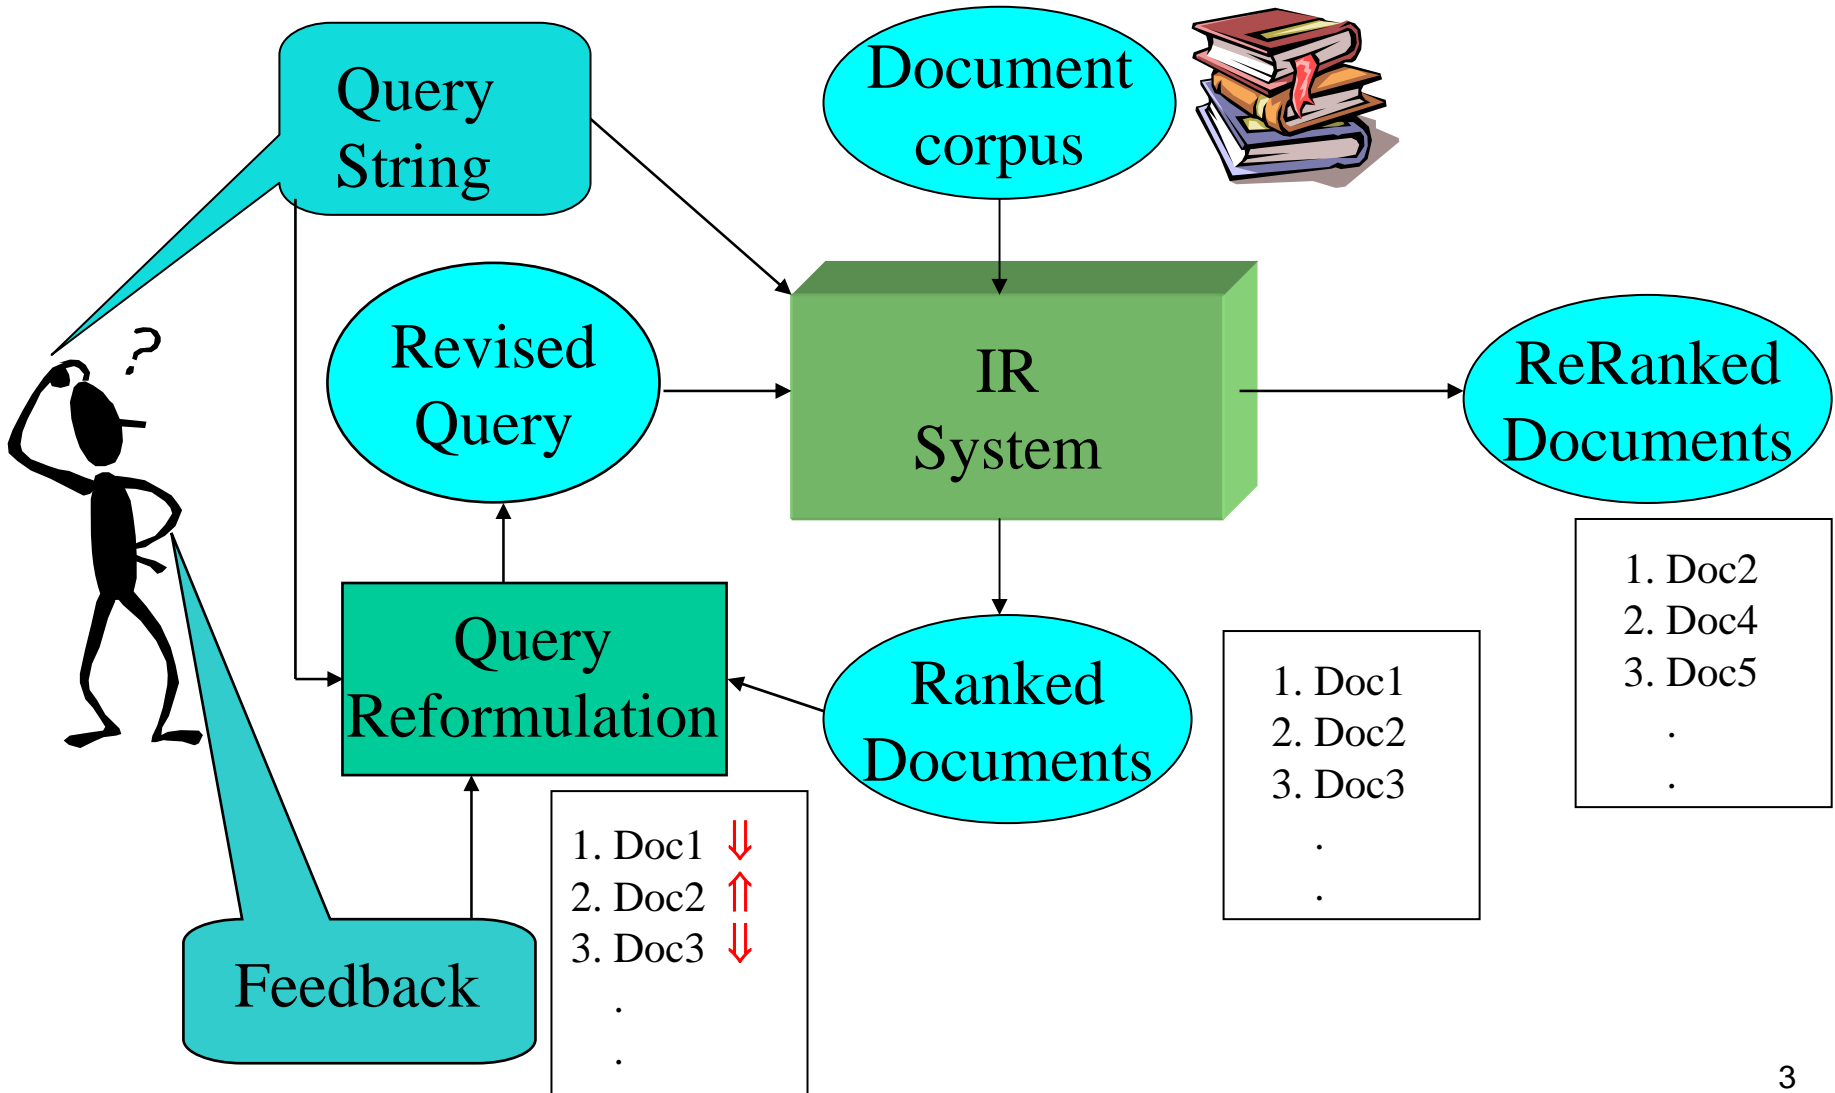 Query
String
Document
corpus
?
Revised
Query
IR
System
ReRanked
Documents
1. Doc2
2. Doc4
3. Doc5
.
.
Query
Reformulation
Ranked
Documents
1. Doc1
2. Doc2
3. Doc3
.
.
1. Doc1 ⇓
2. Doc2 ⇑
3. Doc3 ⇓
.
.
Feedback
3